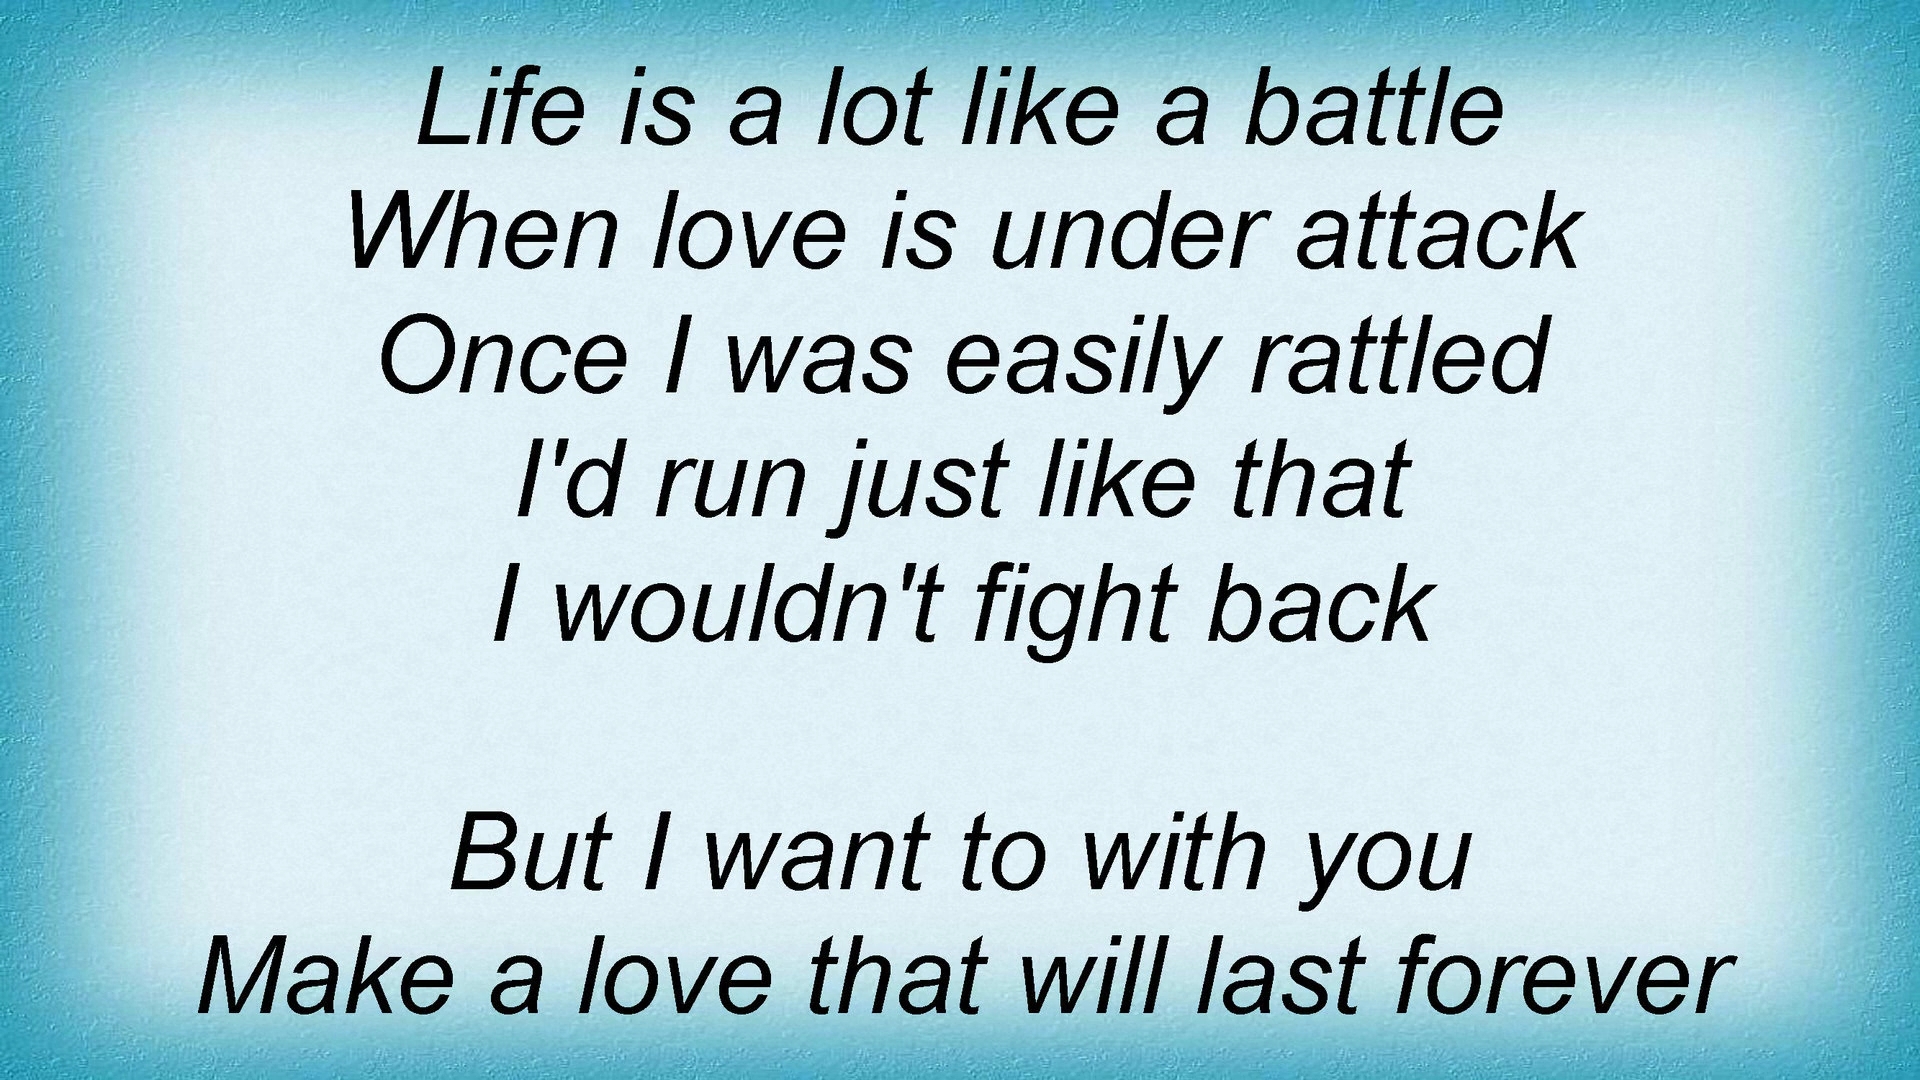 Life is a lot like a battle
When love is under attack
Once I was easily rattled
I'd run just like that
I wouldn't fight back
But I want to with you
Make a love that will last forever